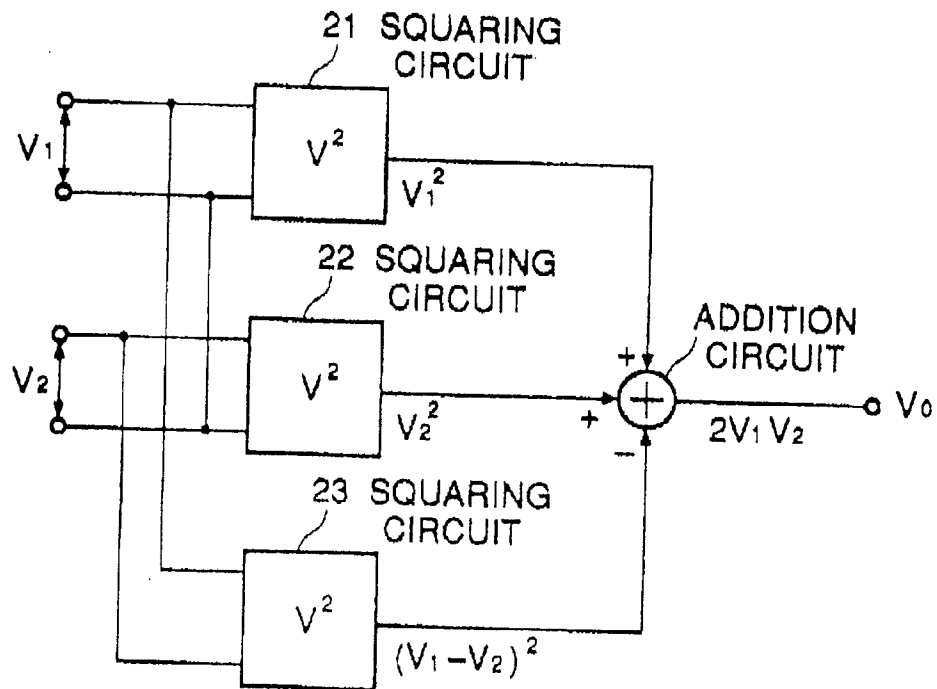 21 SQUARING
CIRCUIT
V1
V²
V1²
22 SQUARING
CIRCUIT
ADDITION
CIRCUIT
V2
V²
V2²
+
+
−
2V1 V2
V0
23 SQUARING
CIRCUIT
V²
(V1 −V2)²